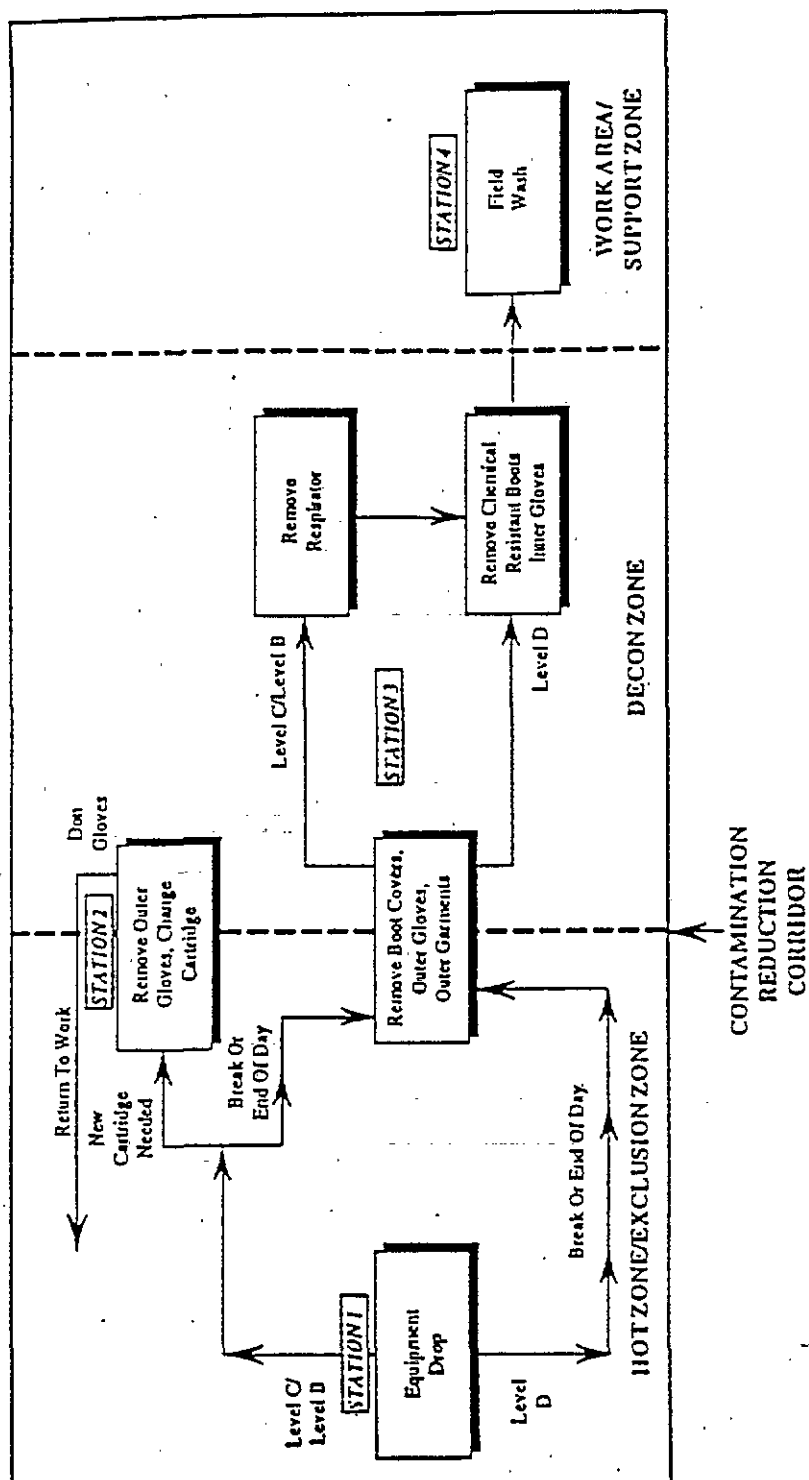 Return To Work
New
Cartridge
Needed
STATION 2
Don
Gloves
Remove Outer
Gloves, Change
Cartridge
Level C/
Level B
STATION 1
Equipment
Drop
Level
D
Break Or
End Of Day
Break Or End Of Day.
Remove Boot Covers,
Outer Gloves,
Outer Garments
Level C/Level B
STATION 3
Level D
Remove
Respirator
Remove Chemical
Resistant Boots
Inner Gloves
STATION 4
Field
Wash
HOT ZONE/EXCLUSION ZONE
DECON ZONE
WORK AREA/
SUPPORT ZONE
CONTAMINATION
REDUCTION
CORRIDOR